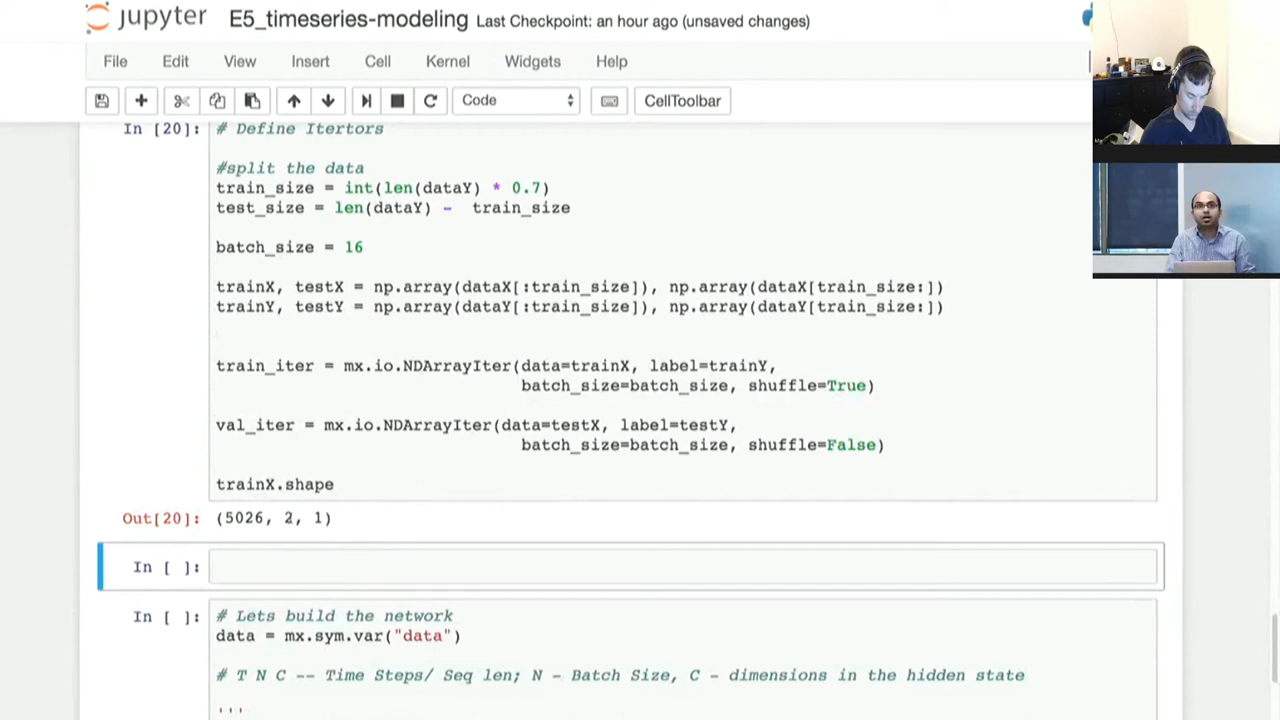 jupyter E5_timeseries-modeling Last Checkpoint: an hour ago (unsaved changes)
File Edit View Insert Cell Kernel Widgets Help
Code CellToolbar
In [20]: # Define Itertors
#split the data
train_size = int(len(dataY) * 0.7)
test_size = len(dataY) - train_size
batch_size = 16
trainX, testX = np.array(dataX[:train_size]), np.array(dataX[train_size:])
trainY, testY = np.array(dataY[:train_size]), np.array(dataY[train_size:])
train_iter = mx.io.NDArrayIter(data=trainX, label=trainY,
batch_size=batch_size, shuffle=True)
val_iter = mx.io.NDArrayIter(data=testX, label=testY,
batch_size=batch_size, shuffle=False)
trainX.shape
Out[20]: (5026, 2, 1)
In [ ]:
In [ ]: # Lets build the network
data = mx.sym.var("data")
# T N C -- Time Steps/ Seq len; N - Batch Size, C - dimensions in the hidden state
'''